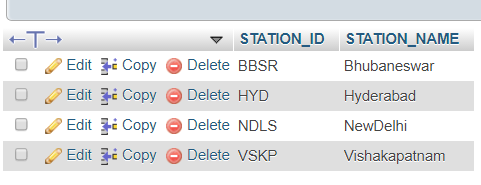 STATION_ID STATION_NAME
Edit Copy Delete BBSR Bhubaneswar
Edit Copy Delete HYD Hyderabad
Edit Copy Delete NDLS NewDelhi
Edit Copy Delete VSKP Vishakapatnam